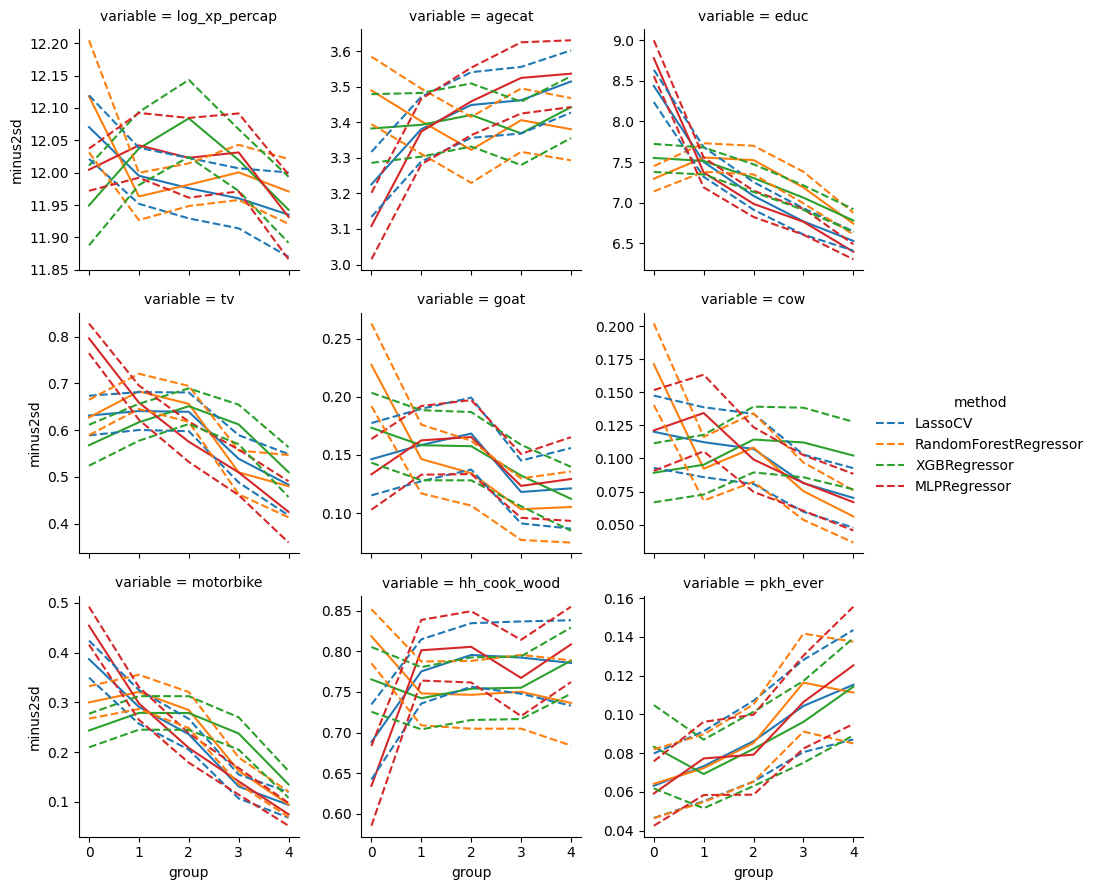 variable = log_xp_percap
variable = agecat
variable = educ
12.20
12.15
12.10
12.05
12.00
11.95
11.90
11.85
minus2sd
3.6
3.5
3.4
3.3
3.2
3.1
3.0
9.0
8.5
8.0
7.5
7.0
6.5
variable = tv
variable = goat
variable = cow
0.8
0.7
0.6
0.5
0.4
minus2sd
0.25
0.20
0.15
0.10
0.200
0.175
0.150
0.125
0.100
0.075
0.050
method
LassoCV
RandomForestRegressor
XGBRegressor
MLPRegressor
variable = motorbike
variable = hh_cook_wood
variable = pkh_ever
0.5
0.4
0.3
0.2
0.1
minus2sd
0 1 2 3 4
group
0.85
0.80
0.75
0.70
0.65
0.60
0 1 2 3 4
group
0.16
0.14
0.12
0.10
0.08
0.06
0.04
0 1 2 3 4
group